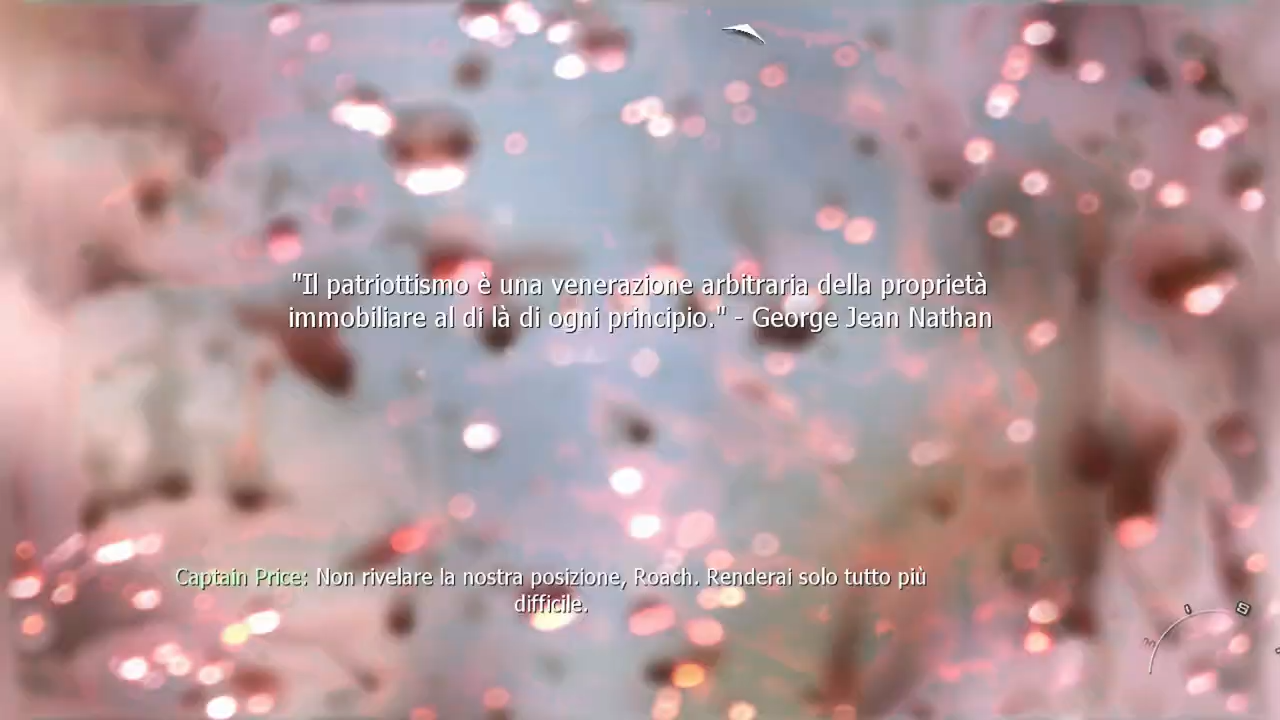 "Il patriottismo è una venerazione arbitraria della proprietà
immobiliare al di là di ogni principio." - George Jean Nathan
Captain Price: Non rivelare la nostra posizione, Roach. Renderai solo tutto più
difficile.
S